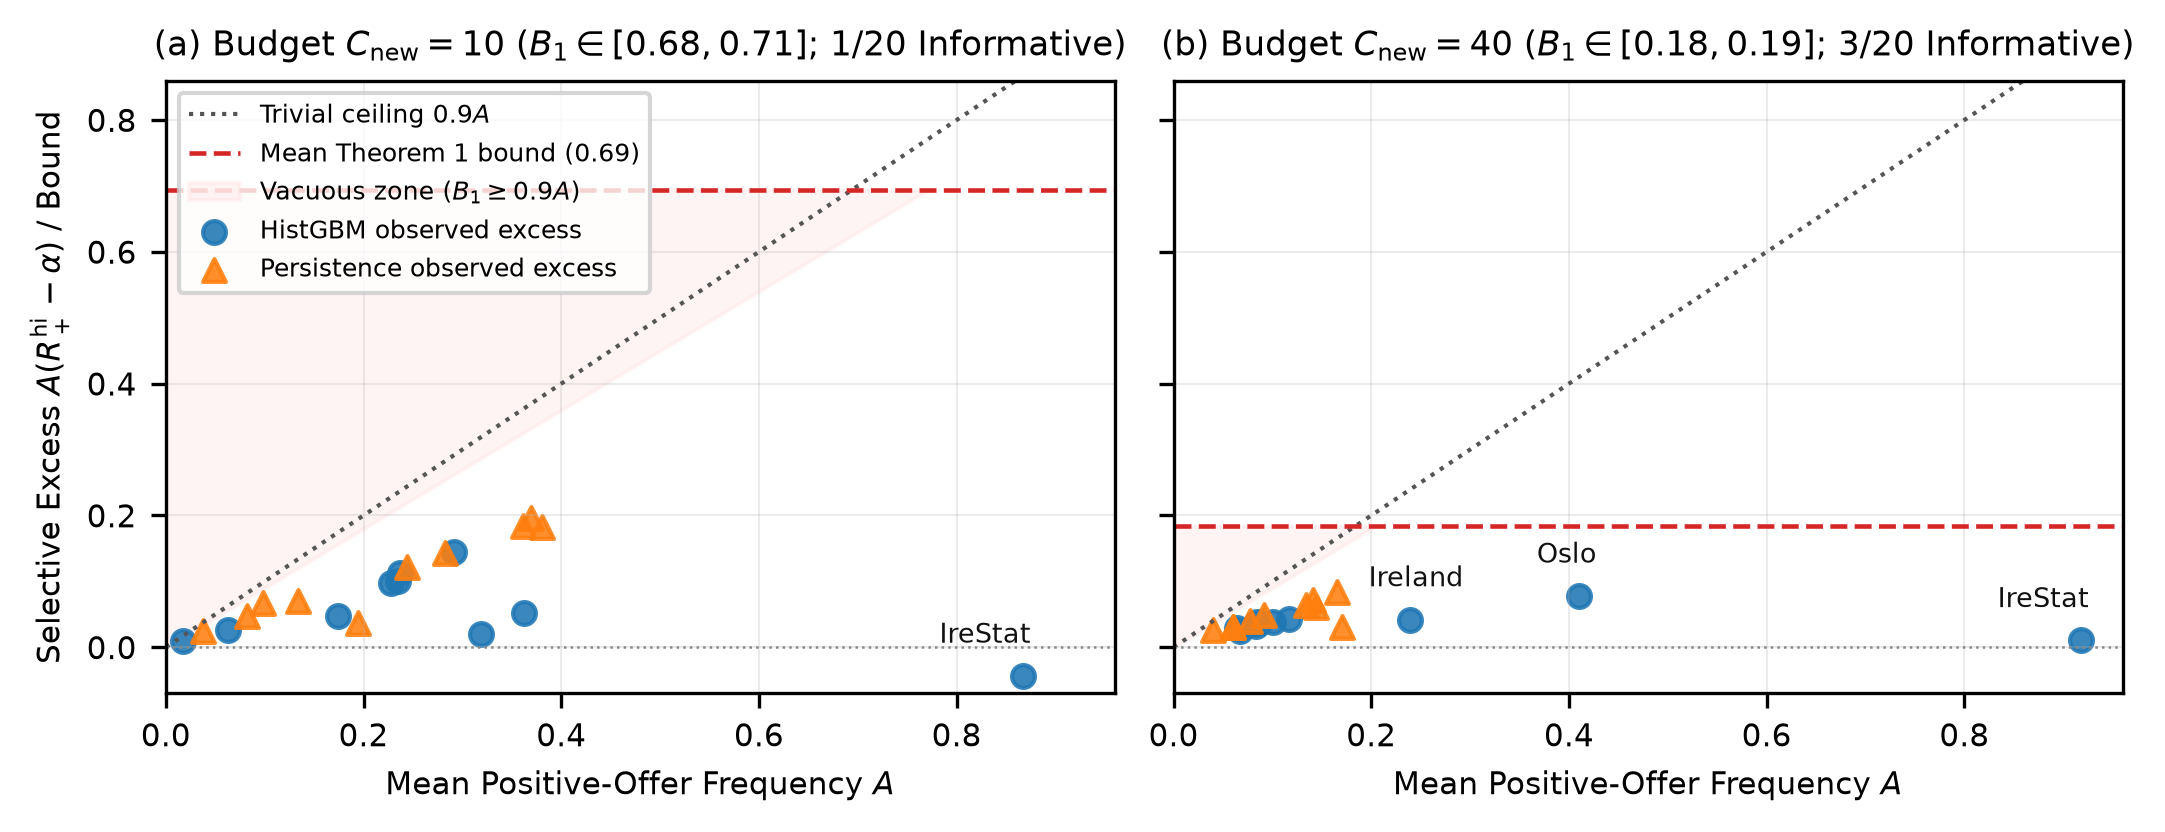 (a) Budget C_new = 10 (B₁ ∈ [0.68, 0.71]; 1/20 Informative)
(b) Budget C_new = 40 (B₁ ∈ [0.18, 0.19]; 3/20 Informative)
Selective Excess A(R₊^hi − α) / Bound
0.8
0.6
0.4
0.2
0.0
Trivial ceiling 0.9A
Mean Theorem 1 bound (0.69)
Vacuous zone (B₁ ≥ 0.9A)
HistGBM observed excess
Persistence observed excess
IreStat
0.0 0.2 0.4 0.6 0.8
Mean Positive-Offer Frequency A
Ireland
Oslo
IreStat
0.0 0.2 0.4 0.6 0.8
Mean Positive-Offer Frequency A